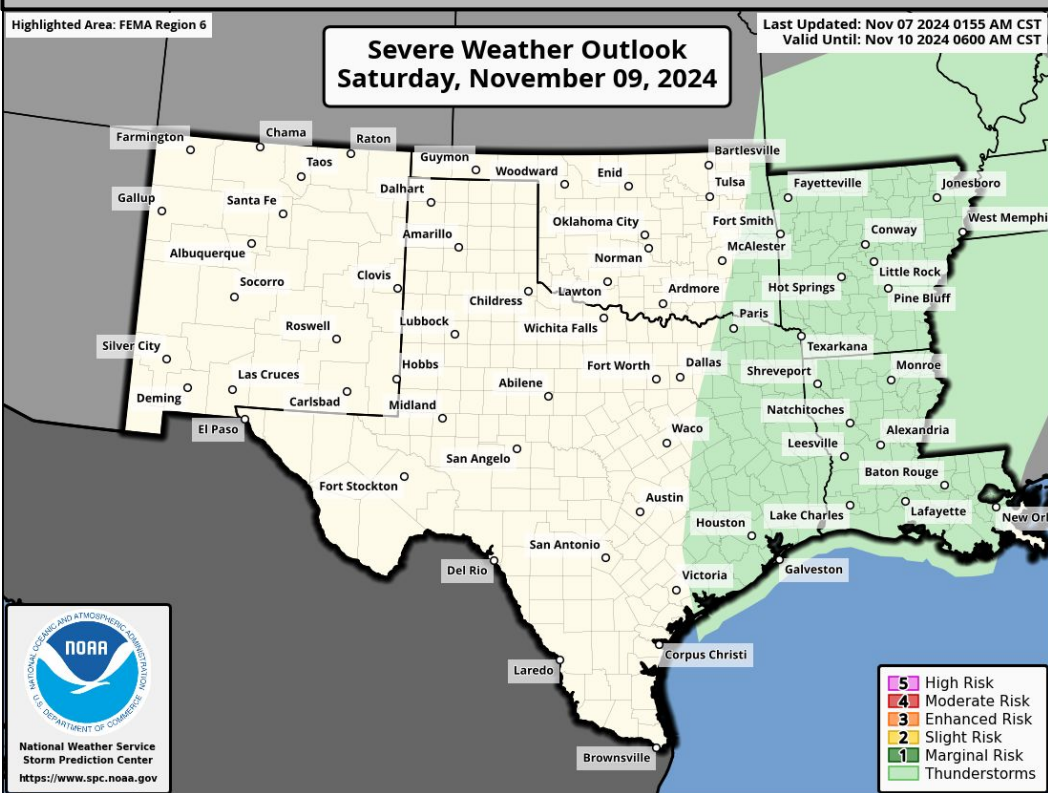 Highlighted Area: FEMA Region 6
Severe Weather Outlook
Saturday, November 09, 2024
Last Updated: Nov 07 2024 0155 AM CST
Valid Until: Nov 10 2024 0600 AM CST
Farmington
Chama
Raton
Taos
Guymon
Woodward
Enid
Bartlesville
Tulsa
Fayetteville
Jonesboro
Gallup
Santa Fe
Dalhart
Oklahoma City
Fort Smith
West Memphi
Albuquerque
Amarillo
Norman
McAlester
Conway
Little Rock
Socorro
Clovis
Childress
Lawton
Ardmore
Hot Springs
Pine Bluff
Roswell
Lubbock
Wichita Falls
Paris
Texarkana
Silver City
Las Cruces
Hobbs
Abilene
Fort Worth
Dallas
Shreveport
Monroe
Deming
Carlsbad
Midland
Natchitoches
El Paso
San Angelo
Waco
Leesville
Alexandria
Fort Stockton
Austin
Baton Rouge
Houston
Lake Charles
Lafayette
New Orl
Del Rio
San Antonio
Victoria
Galveston
Laredo
Corpus Christi
Brownsville
NATIONAL OCEANIC AND ATMOSPHERIC ADMINISTRATION
NOAA
U.S. DEPARTMENT OF COMMERCE
National Weather Service
Storm Prediction Center
https://www.spc.noaa.gov
5 High Risk
4 Moderate Risk
3 Enhanced Risk
2 Slight Risk
1 Marginal Risk
Thunderstorms